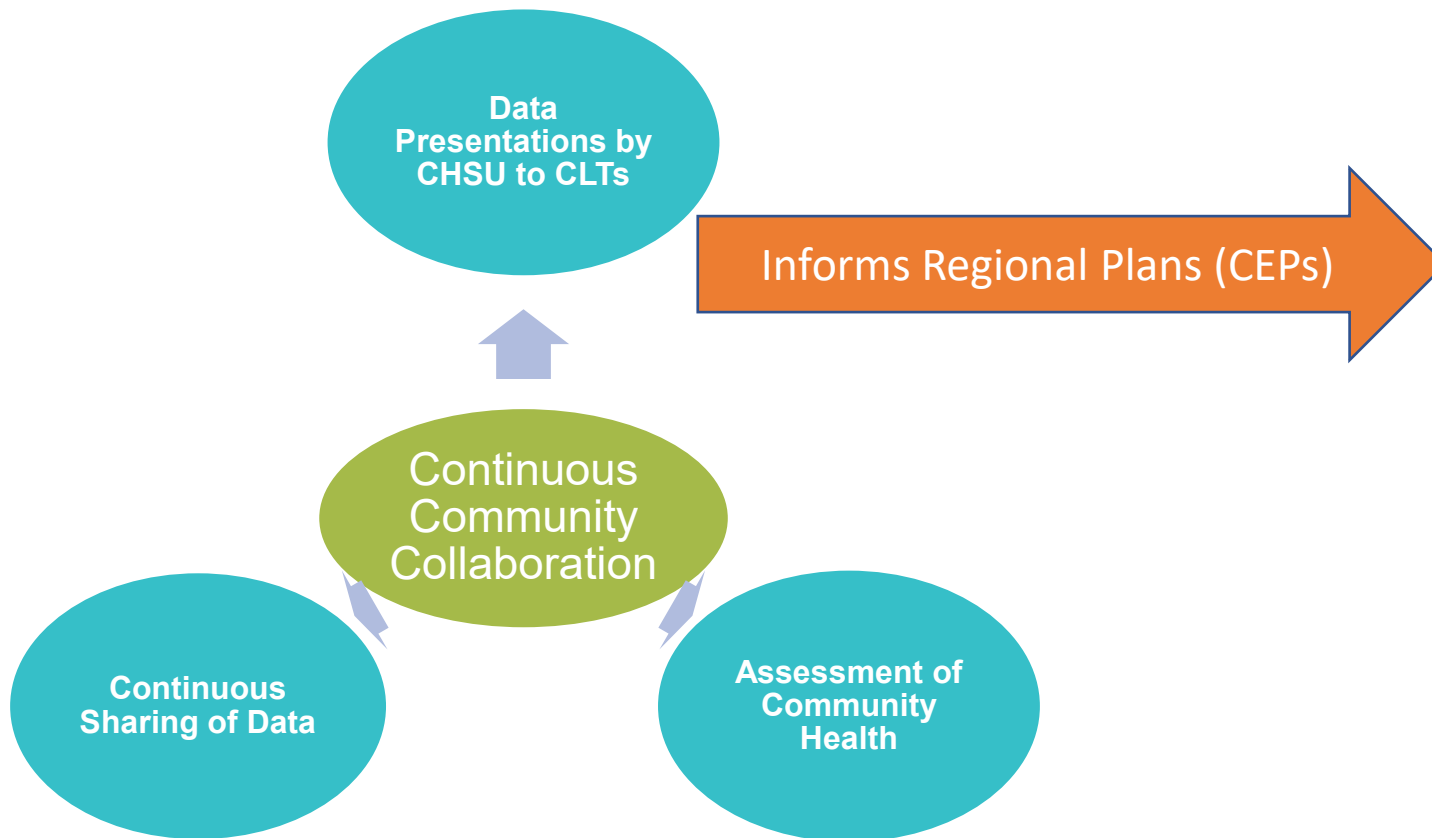 Data
Presentations by
CHSU to CLTs
Informs Regional Plans (CEPs)
Continuous
Community
Collaboration
Continuous
Sharing of Data
Assessment of
Community
Health